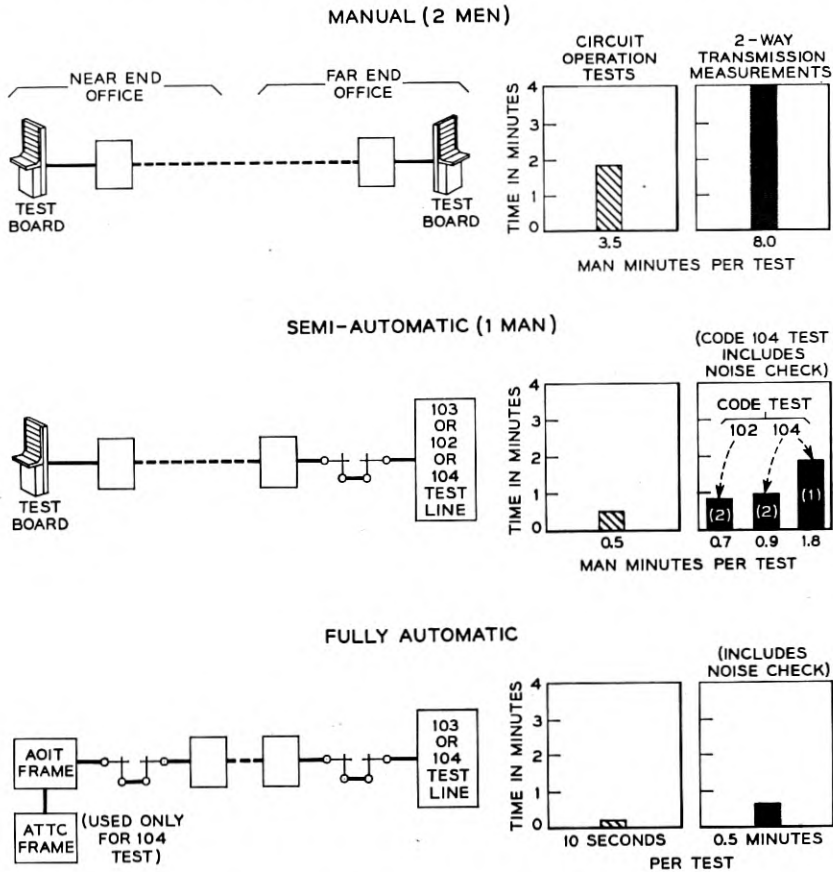 MANUAL (2 MEN)
NEAR END
OFFICE
FAR END
OFFICE
TEST
BOARD
TEST
BOARD
CIRCUIT
OPERATION
TESTS
2-WAY
TRANSMISSION
MEASUREMENTS
TIME IN MINUTES
4
3
2
1
0
3.5
8.0
MAN MINUTES PER TEST
SEMI-AUTOMATIC (1 MAN)
TEST
BOARD
103
OR
102
OR
104
TEST
LINE
(CODE 104 TEST
INCLUDES
NOISE CHECK)
TIME IN MINUTES
4
3
2
1
0
CODE TEST
102 104
(2) (2) (1)
0.5
0.7 0.9 1.8
MAN MINUTES PER TEST
FULLY AUTOMATIC
AOIT
FRAME
ATTC
FRAME
(USED ONLY
FOR 104
TEST)
103
OR
104
TEST
LINE
(INCLUDES
NOISE CHECK)
TIME IN MINUTES
4
3
2
1
0
10 SECONDS
0.5 MINUTES
PER TEST